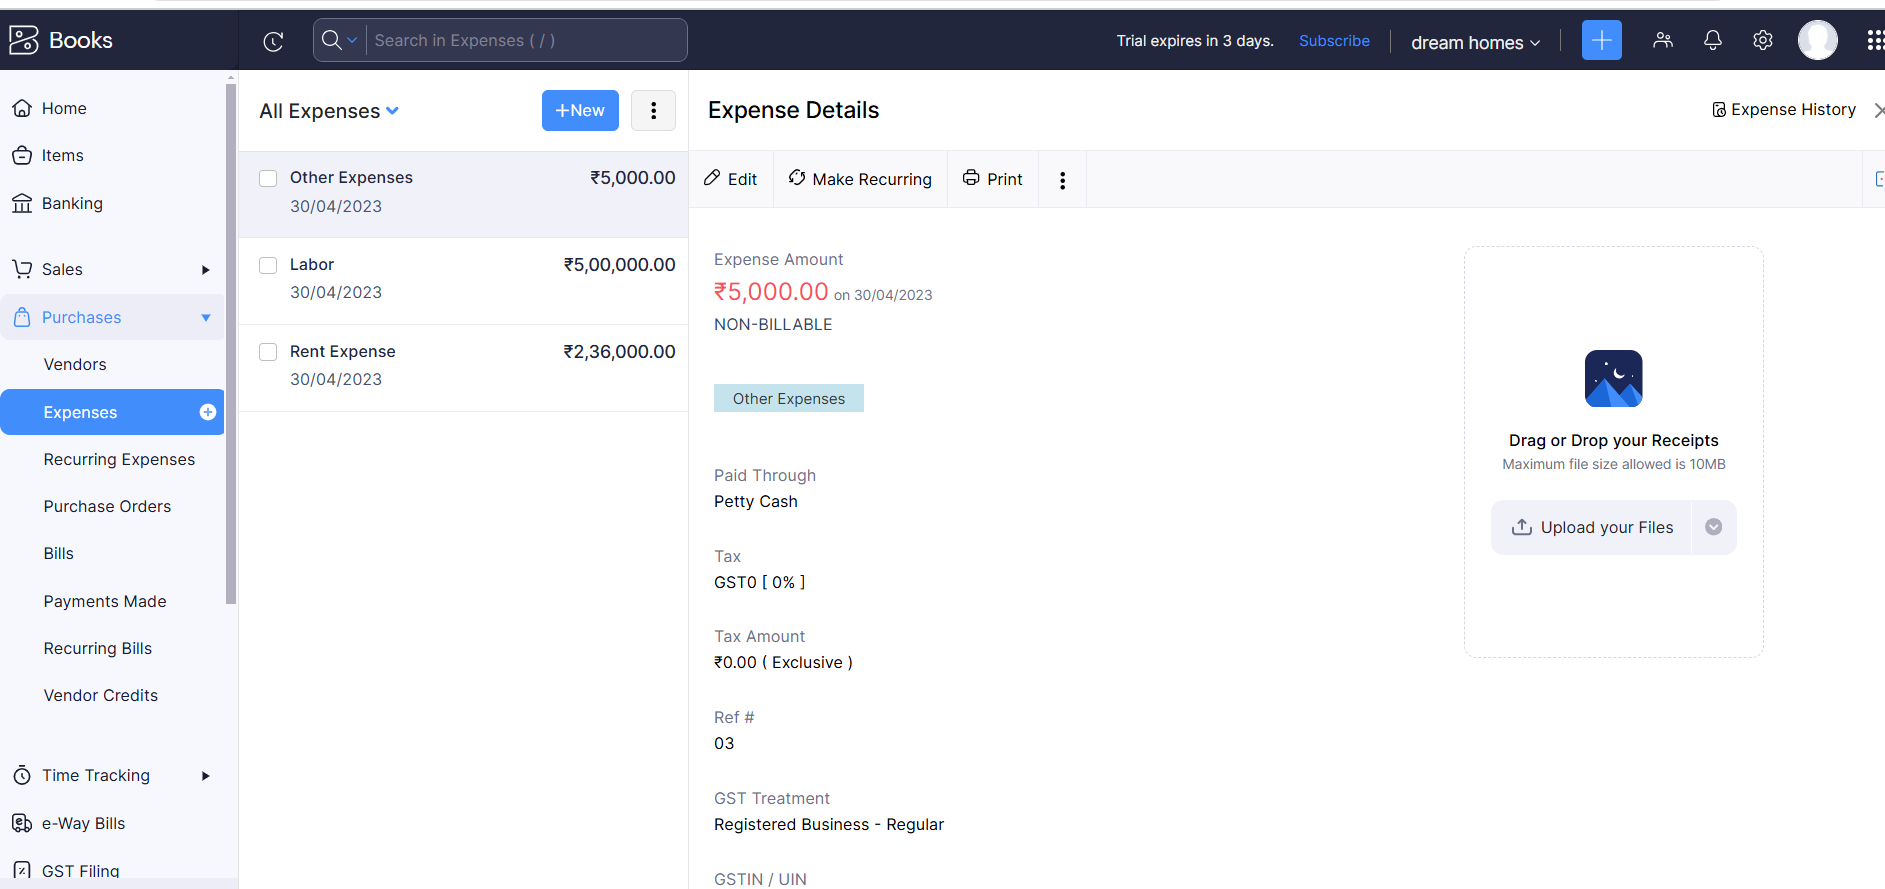 Books
Search in Expenses ( / )
Trial expires in 3 days. Subscribe dream homes
Home
Items
Banking
Sales
Purchases
Vendors
Expenses
Recurring Expenses
Purchase Orders
Bills
Payments Made
Recurring Bills
Vendor Credits
Time Tracking
e-Way Bills
GST Filing
All Expenses
+New
Other Expenses ₹5,000.00
30/04/2023
Labor ₹5,00,000.00
30/04/2023
Rent Expense ₹2,36,000.00
30/04/2023
Expense Details
Expense History
Edit Make Recurring Print
Expense Amount
₹5,000.00 on 30/04/2023
NON-BILLABLE
Other Expenses
Paid Through
Petty Cash
Tax
GST0 [ 0% ]
Tax Amount
₹0.00 ( Exclusive )
Ref #
03
GST Treatment
Registered Business - Regular
GSTIN / UIN
Drag or Drop your Receipts
Maximum file size allowed is 10MB
Upload your Files